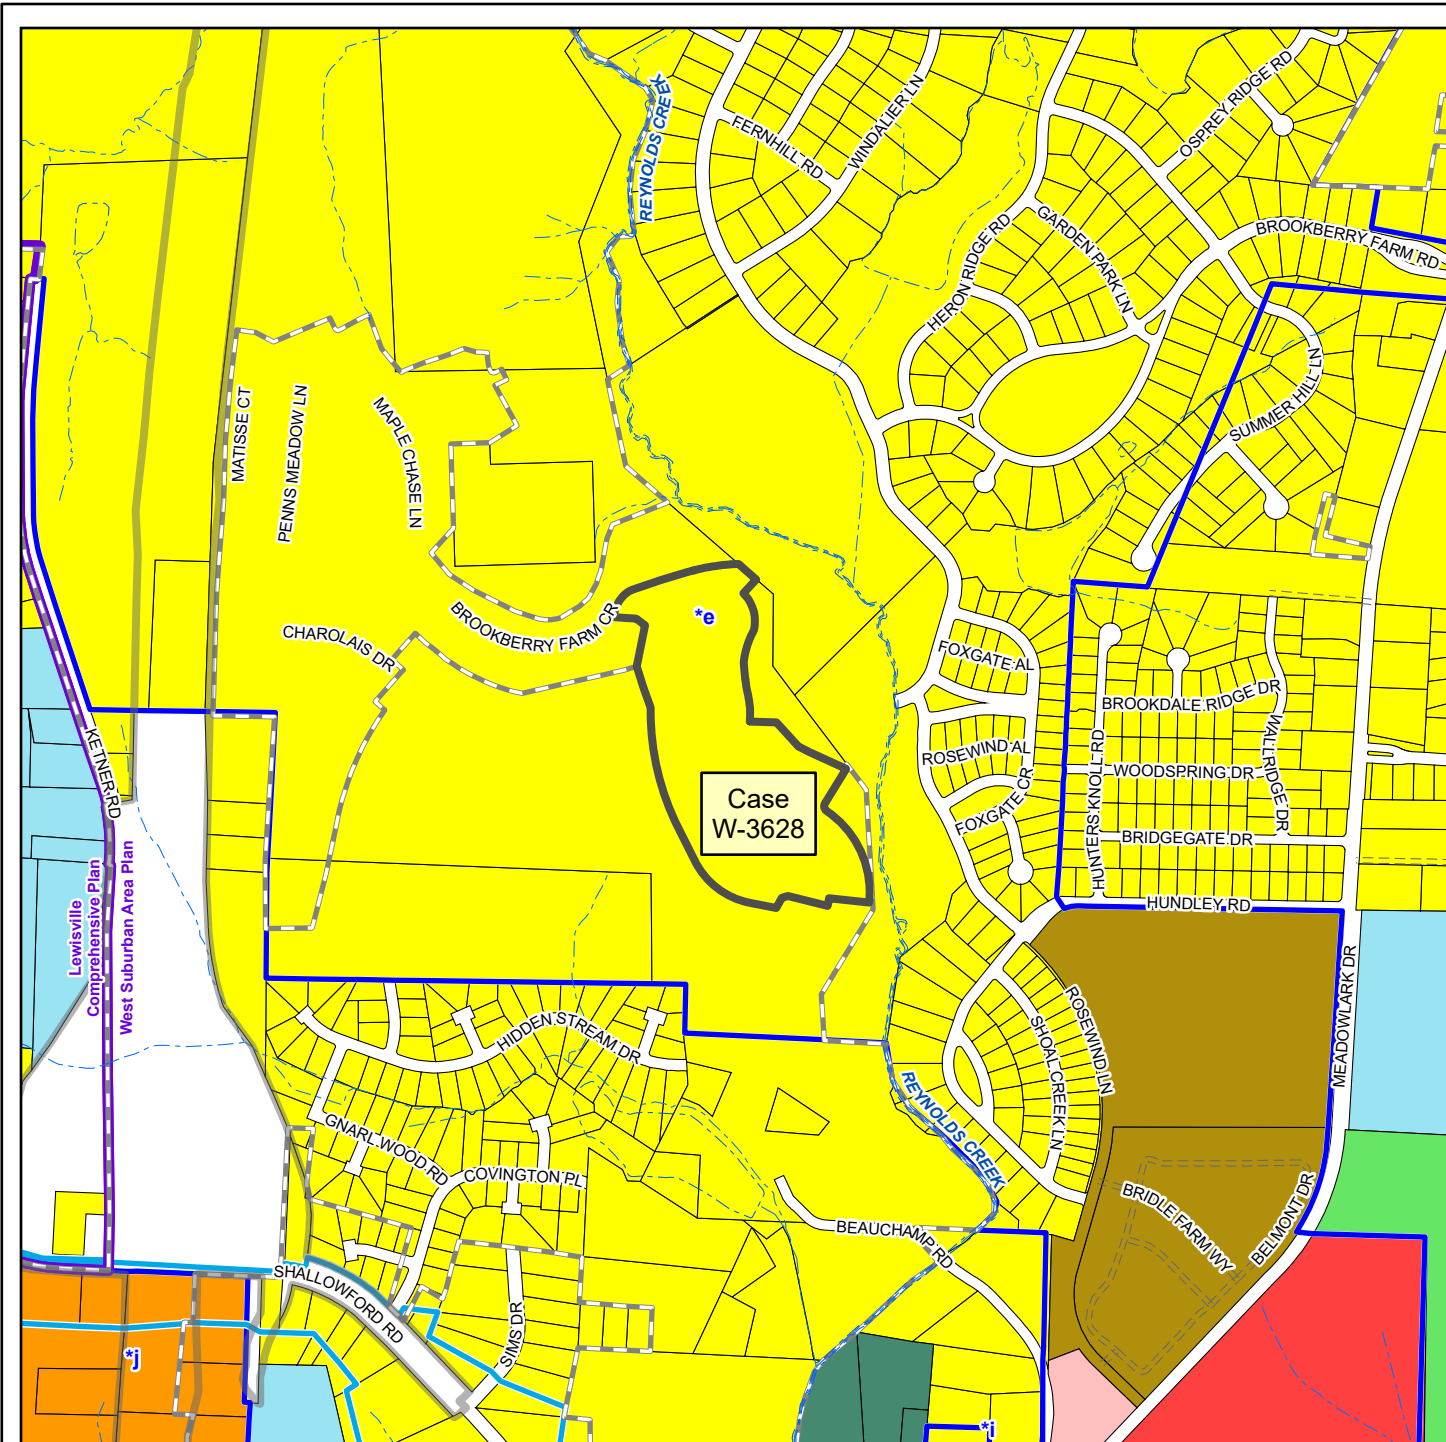 REYNOLDS CREEK
FERNHILL RD
WINDALIER LN
OSPREY RIDGE RD
HERON RIDGE RD
GARDEN PARK LN
BROOKBERRY FARM RD
MATISSE CT
PENNS MEADOW LN
MAPLE CHASE LN
SUMMER HILL LN
CHAROLAIS DR
BROOKBERRY FARM CR
*e
FOXGATE AL
BROOKDALE RIDGE DR
WALLRIDGE DR
KETNER RD
ROSEWIND AL
HUNTERS KNOLL RD
WOODSPRING DR
Case
W-3628
FOXGATE CR
BRIDGEGATE DR
HUNDLEY RD
Lewisville
Comprehensive Plan
West Suburban Area Plan
MEADOWLARK DR
HIDDEN STREAM DR
ROSEWIND LN
SHOAL CREEK LN
REYNOLDS CREEK
GNARLWOOD RD
COVINGTON PL
BRIDLE FARM WY
BELMONT DR
BEAUCHAMP RD
SHALLOWFORD RD
SIMS DR
*j
*i